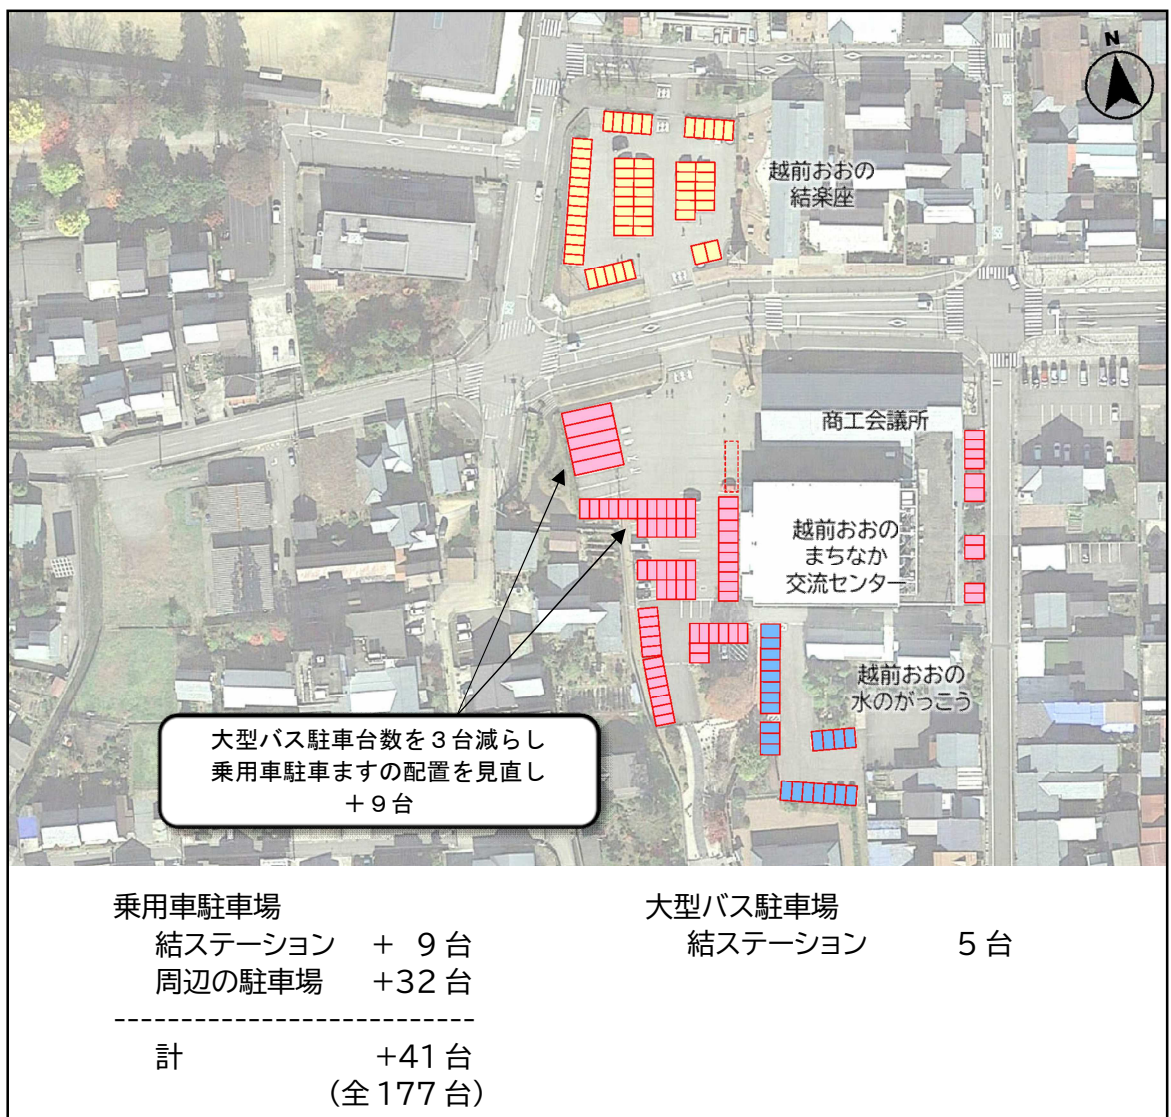 N
越前おおの
結楽座
商工会議所
越前おおの
まちなか
交流センター
越前おおの
水のがっこう
大型バス駐車台数を３台減らし
乗用車駐車ますの配置を見直し
＋９台
乗用車駐車場
結ステーション ＋ 9 台
周辺の駐車場 +32 台
---------------------------
計 +41 台
（全 177 台）
大型バス駐車場
結ステーション 5 台